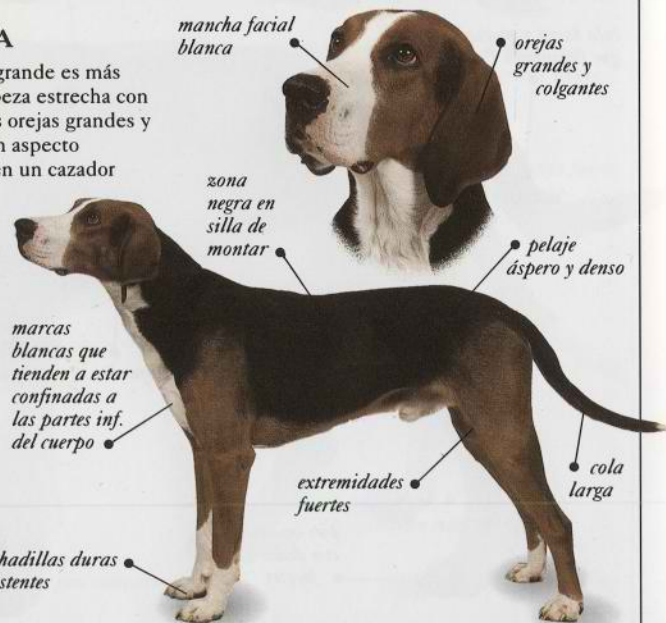 A
grande es más
beza estrecha con
s orejas grandes y
n aspecto
en un cazador
mancha facial
blanca
orejas
grandes y
colgantes
zona
negra en
silla de
montar
pelaje
áspero y denso
marcas
blancas que
tienden a estar
confinadas a
las partes inf.
del cuerpo
extremidades
fuertes
cola
larga
hadillas duras
stentes